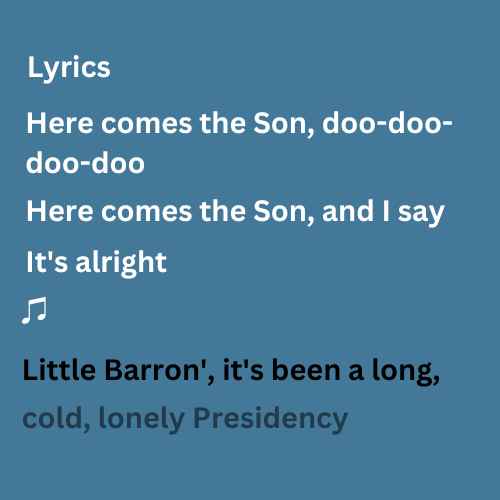 Lyrics
Here comes the Son, doo-doo-
doo-doo
Here comes the Son, and I say
It's alright
♫
Little Barron', it's been a long,
cold, lonely Presidency